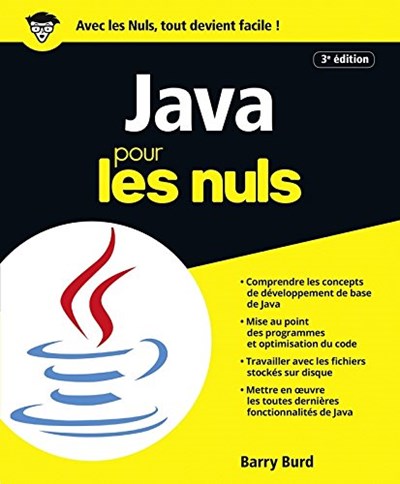 Avec les Nuls, tout devient facile !
3e édition
Java
pour
les nuls
• Comprendre les concepts
de développement de base
de Java
• Mise au point
des programmes
et optimisation du code
• Travailler avec les fichiers
stockés sur disque
• Mettre en œuvre
les toutes dernières
fonctionnalités de Java
Barry Burd